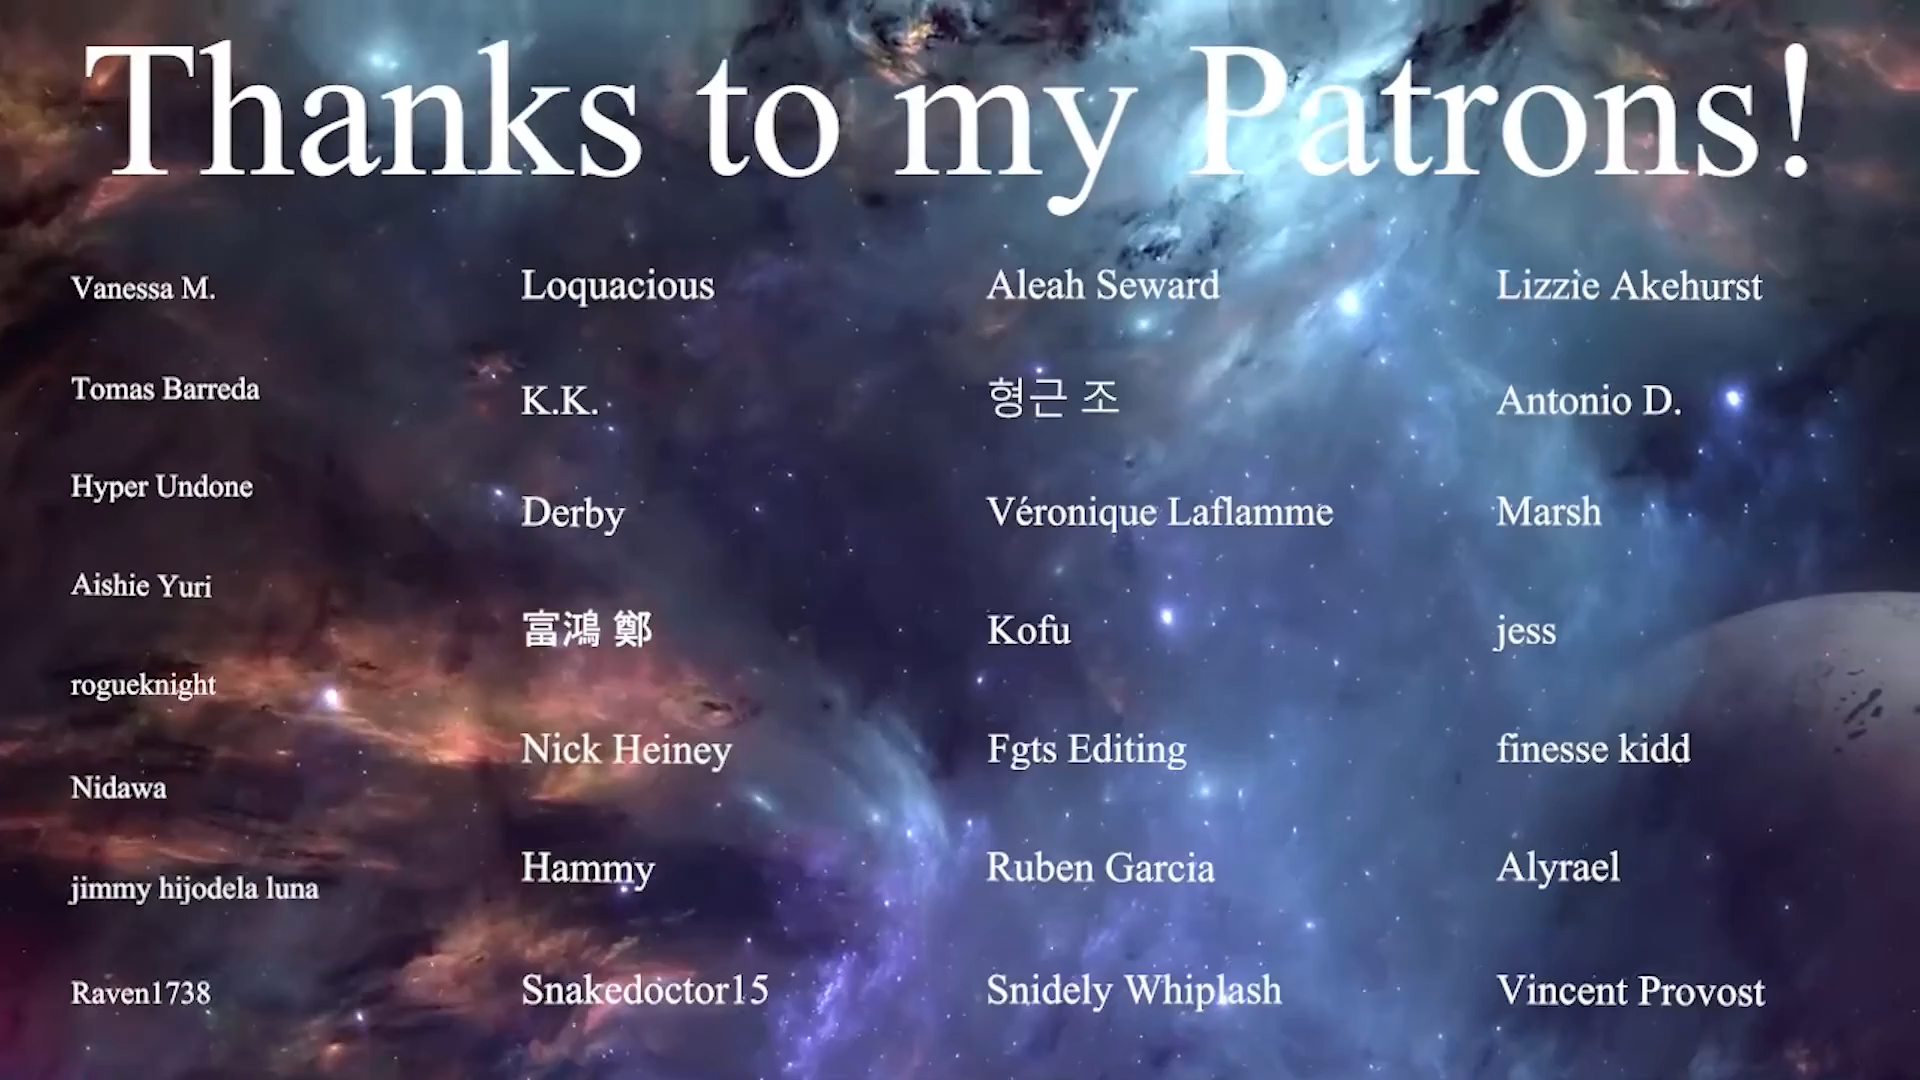 Thanks to my Patrons!
Vanessa M.
Tomas Barreda
Hyper Undone
Aishie Yuri
rogueknight
Nidawa
jimmy hijodela luna
Raven1738
Loquacious
K.K.
Derby
富鴻 鄭
Nick Heiney
Hammy
Snakedoctor15
Aleah Seward
형근 조
Véronique Laflamme
Kofu
Fgts Editing
Ruben Garcia
Snidely Whiplash
Lizzie Akehurst
Antonio D.
Marsh
jess
finesse kidd
Alyrael
Vincent Provost